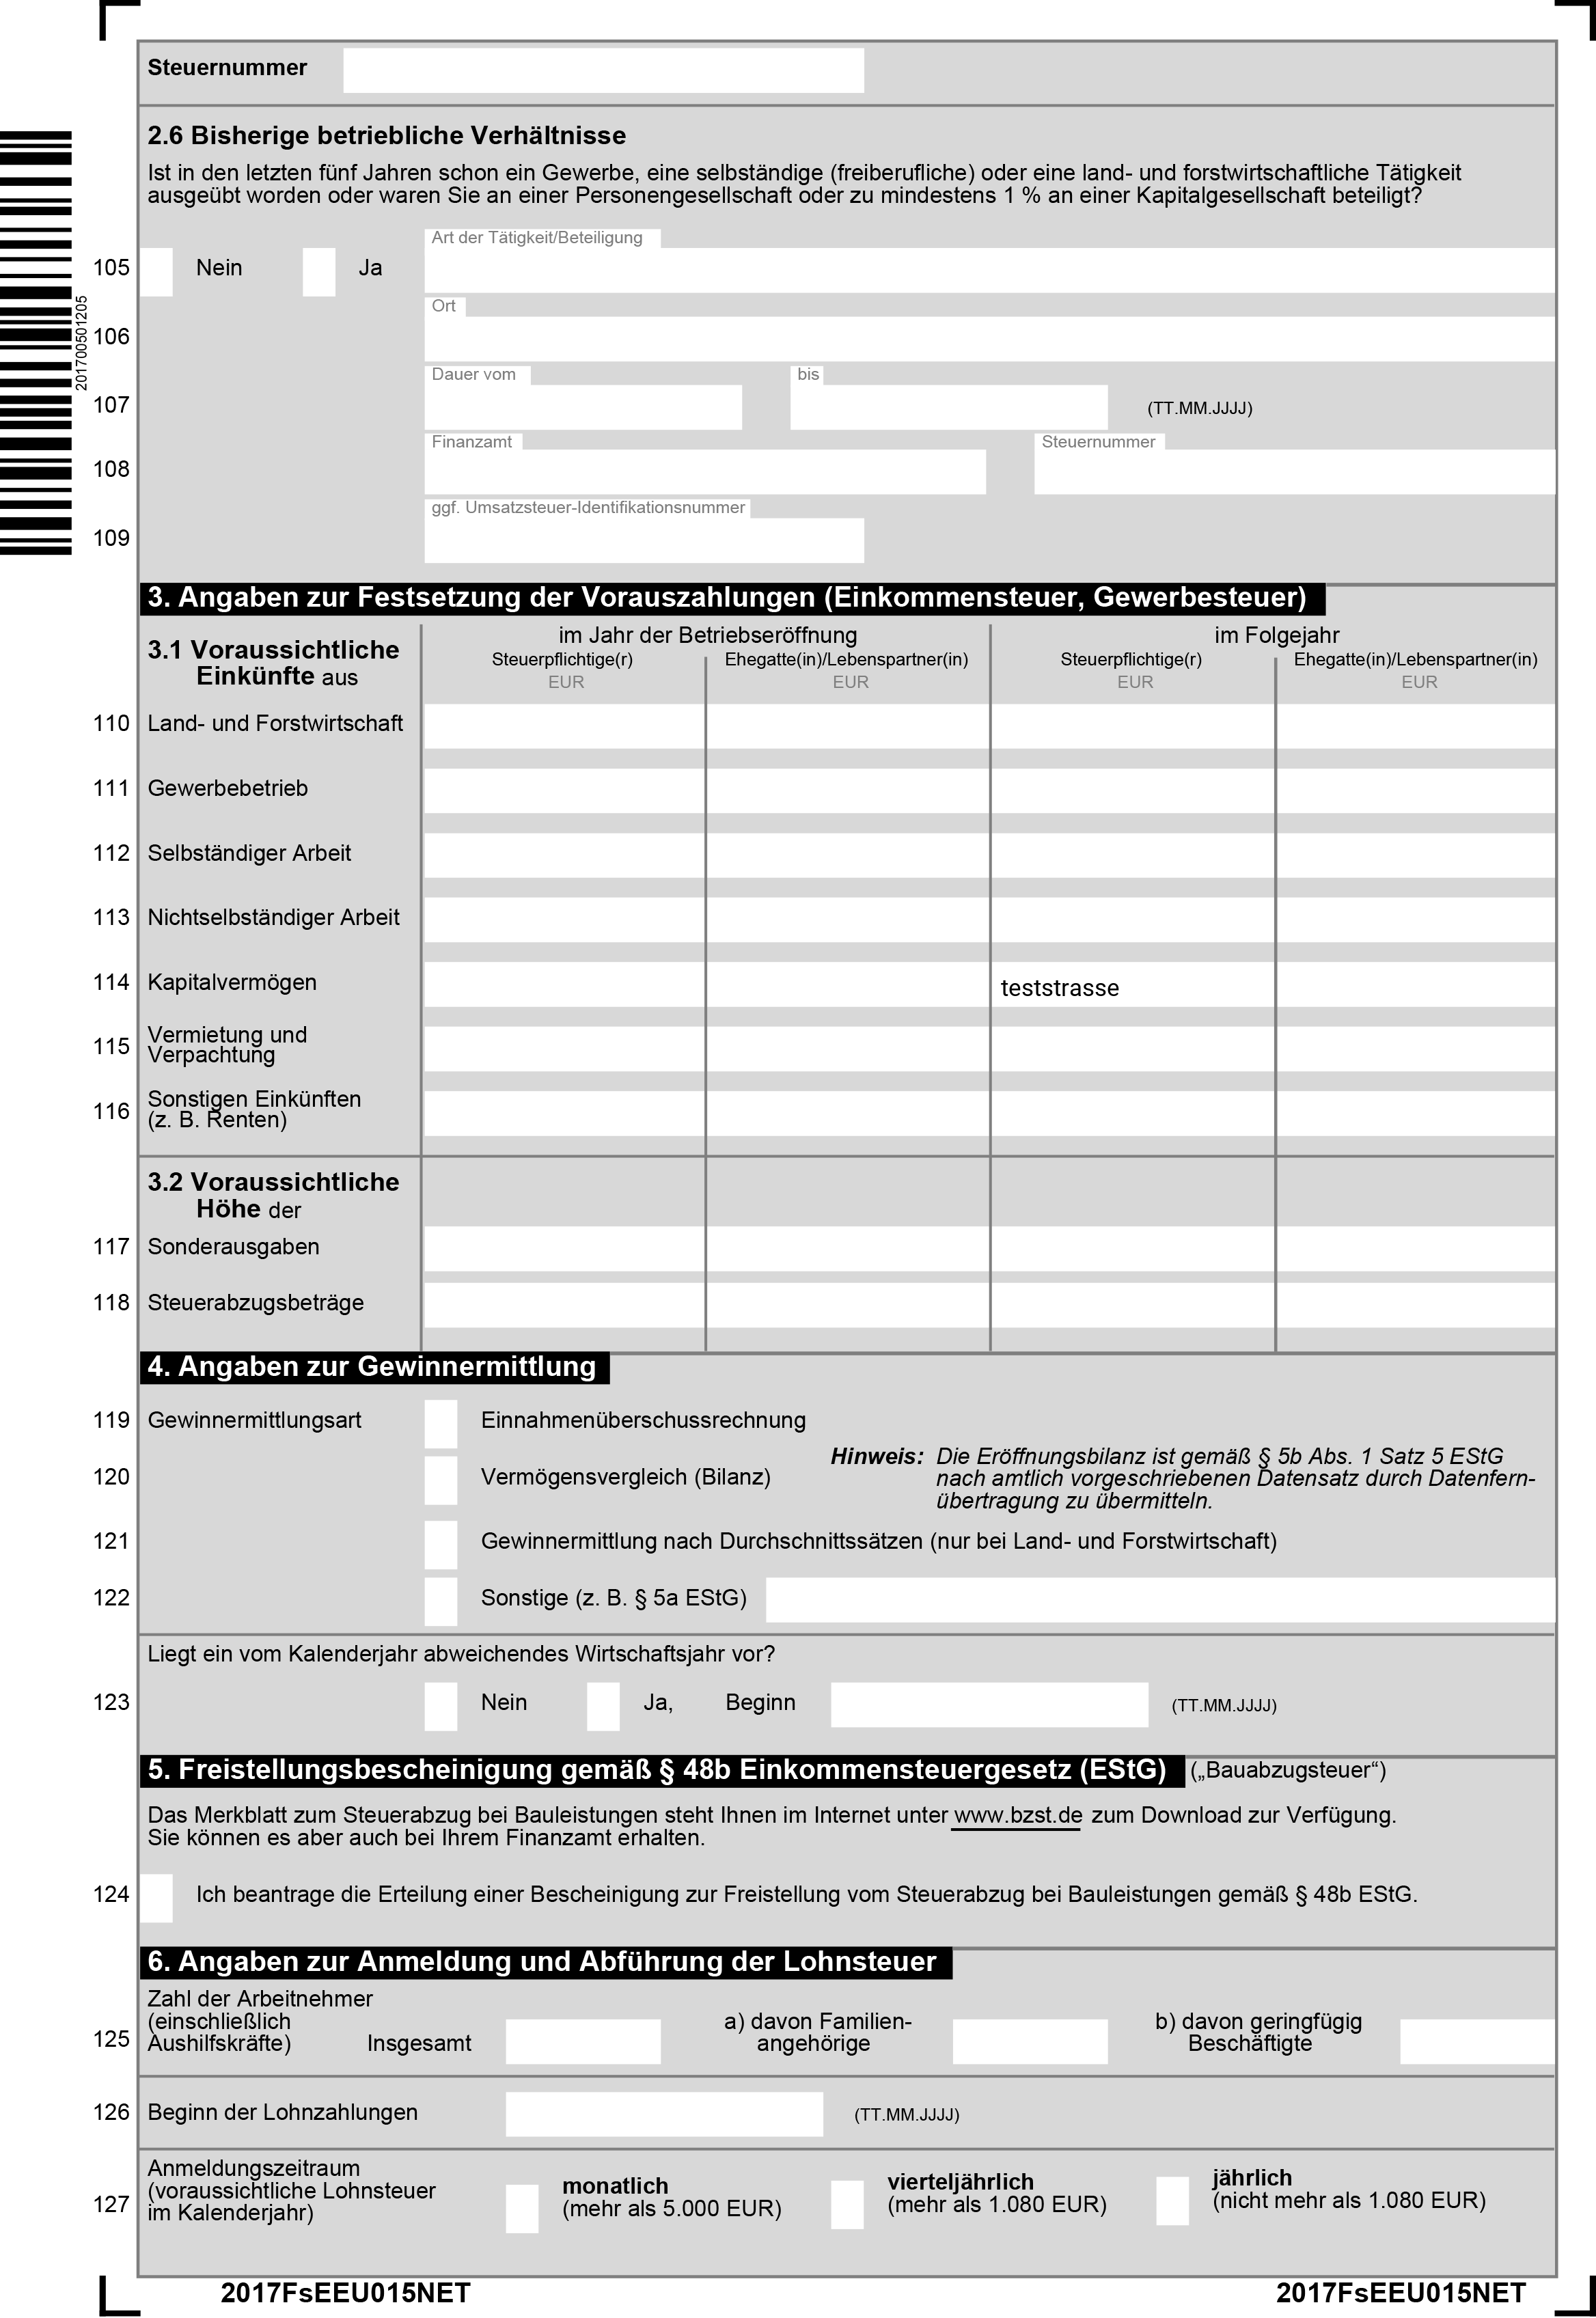 Steuernummer
2.6 Bisherige betriebliche Verhältnisse
Ist in den letzten fünf Jahren schon ein Gewerbe, eine selbständige (freiberufliche) oder eine land- und forstwirtschaftliche Tätigkeit
ausgeübt worden oder waren Sie an einer Personengesellschaft oder zu mindestens 1 % an einer Kapitalgesellschaft beteiligt?
Art der Tätigkeit/Beteiligung
105 Nein Ja
Ort
106
201700501205
Dauer vom bis
107 (TT.MM.JJJJ)
Finanzamt Steuernummer
108
ggf. Umsatzsteuer-Identifikationsnummer
109
3. Angaben zur Festsetzung der Vorauszahlungen (Einkommensteuer, Gewerbesteuer)
3.1 Voraussichtliche
Einkünfte aus
im Jahr der Betriebseröffnung im Folgejahr
Steuerpflichtige(r) Ehegatte(in)/Lebenspartner(in) Steuerpflichtige(r) Ehegatte(in)/Lebenspartner(in)
EUR EUR EUR EUR
110 Land- und Forstwirtschaft
111 Gewerbebetrieb
112 Selbständiger Arbeit
113 Nichtselbständiger Arbeit
114 Kapitalvermögen teststrasse
115 Vermietung und
Verpachtung
116 Sonstigen Einkünften
(z. B. Renten)
3.2 Voraussichtliche
Höhe der
117 Sonderausgaben
118 Steuerabzugsbeträge
4. Angaben zur Gewinnermittlung
119 Gewinnermittlungsart Einnahmenüberschussrechnung
120 Vermögensvergleich (Bilanz)
Hinweis: Die Eröffnungsbilanz ist gemäß § 5b Abs. 1 Satz 5 EStG
nach amtlich vorgeschriebenen Datensatz durch Datenfern-
übertragung zu übermitteln.
121 Gewinnermittlung nach Durchschnittssätzen (nur bei Land- und Forstwirtschaft)
122 Sonstige (z. B. § 5a EStG)
Liegt ein vom Kalenderjahr abweichendes Wirtschaftsjahr vor?
123 Nein Ja, Beginn (TT.MM.JJJJ)
5. Freistellungsbescheinigung gemäß § 48b Einkommensteuergesetz (EStG) („Bauabzugsteuer“)
Das Merkblatt zum Steuerabzug bei Bauleistungen steht Ihnen im Internet unter www.bzst.de zum Download zur Verfügung.
Sie können es aber auch bei Ihrem Finanzamt erhalten.
124 Ich beantrage die Erteilung einer Bescheinigung zur Freistellung vom Steuerabzug bei Bauleistungen gemäß § 48b EStG.
6. Angaben zur Anmeldung und Abführung der Lohnsteuer
125 Zahl der Arbeitnehmer
(einschließlich
Aushilfskräfte) Insgesamt
a) davon Familien-
angehörige
b) davon geringfügig
Beschäftigte
126 Beginn der Lohnzahlungen (TT.MM.JJJJ)
127 Anmeldungszeitraum
(voraussichtliche Lohnsteuer
im Kalenderjahr)
monatlich
(mehr als 5.000 EUR)
vierteljährlich
(mehr als 1.080 EUR)
jährlich
(nicht mehr als 1.080 EUR)
2017FsEEU015NET 2017FsEEU015NET